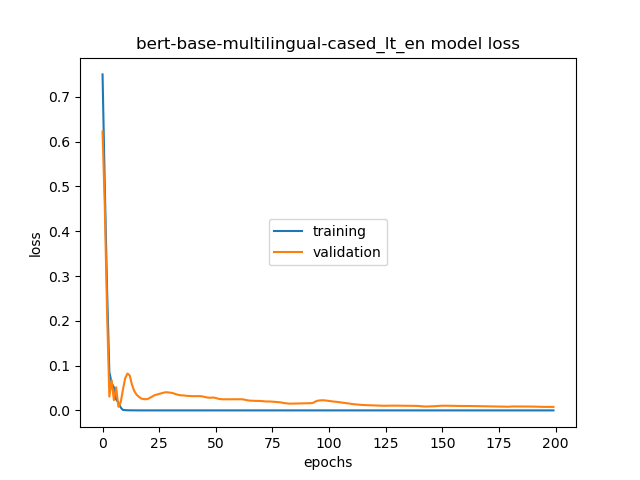 bert-base-multilingual-cased_lt_en model loss
loss
0.7
0.6
0.5
0.4
0.3
0.2
0.1
0.0
training
validation
0 25 50 75 100 125 150 175 200
epochs